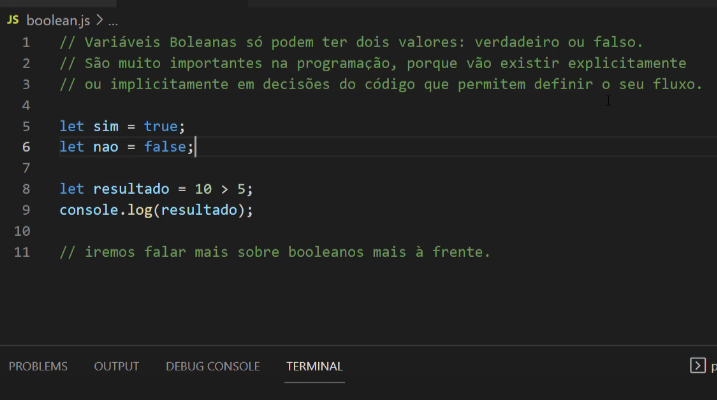 JS boolean.js > ...
1 // Variáveis Boleanas só podem ter dois valores: verdadeiro ou falso.
2 // São muito importantes na programação, porque vão existir explicitamente
3 // ou implicitamente em decisões do código que permitem definir o seu fluxo.
4
5 let sim = true;
6 let nao = false;
7
8 let resultado = 10 > 5;
9 console.log(resultado);
10
11 // iremos falar mais sobre booleanos mais à frente.
PROBLEMS OUTPUT DEBUG CONSOLE TERMINAL p